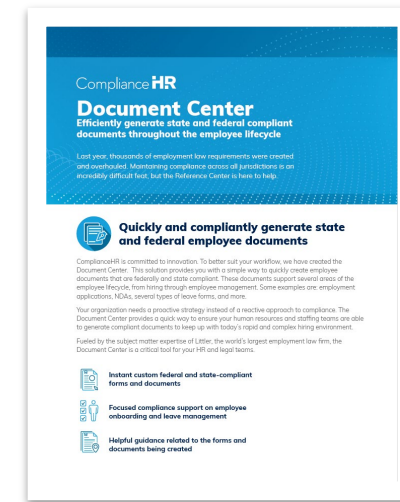 ComplianceHR
Document Center
Efficiently generate state and federal compliant
documents throughout the employee lifecycle
Last year, thousands of employment law requirements were created
and overhauled. Maintaining compliance across all jurisdictions is an
incredibly difficult feat, but the Reference Center is here to help.
Quickly and compliantly generate state
and federal employee documents
ComplianceHR is committed to innovation. To better suit your workflow, we have created the
Document Center. This solution provides you with a simple way to quickly create employee
documents that are federally and state compliant. These documents support several areas of the
employee lifecycle, from hiring through employee management. Some examples are; employment
applications, NDAs, several types of leave forms, and more.
Your organization needs a proactive strategy instead of a reactive approach to compliance. The
Document Center provides a quick way to ensure your human resources and staffing teams are able
to generate compliant documents to keep up with today's rapid and complex hiring environment.
Fueled by the subject matter expertise of Littler, the world's largest employment law firm, the
Document Center is a critical tool for your HR and legal teams.
Instant custom federal and state-compliant
forms and documents
Focused compliance support on employee
onboarding and leave management
Helpful guidance related to the forms and
documents being created